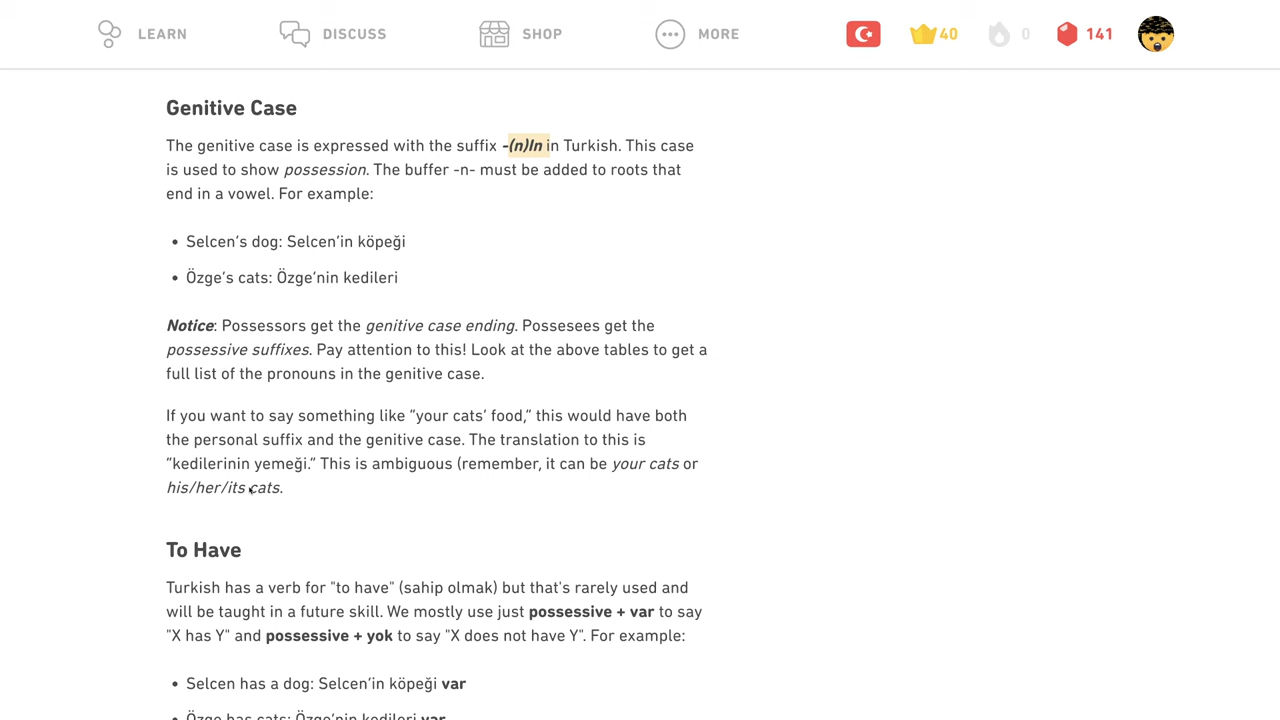 LEARN DISCUSS SHOP MORE 40 0 141
Genitive Case
The genitive case is expressed with the suffix -(n)In in Turkish. This case
is used to show possession. The buffer -n- must be added to roots that
end in a vowel. For example:
• Selcen’s dog: Selcen’in köpeği
• Özge’s cats: Özge’nin kedileri
Notice: Possessors get the genitive case ending. Possesees get the
possessive suffixes. Pay attention to this! Look at the above tables to get a
full list of the pronouns in the genitive case.
If you want to say something like “your cats’ food,” this would have both
the personal suffix and the genitive case. The translation to this is
“kedilerinin yemeği.” This is ambiguous (remember, it can be your cats or
his/her/its cats.
To Have
Turkish has a verb for "to have" (sahip olmak) but that's rarely used and
will be taught in a future skill. We mostly use just possessive + var to say
"X has Y" and possessive + yok to say "X does not have Y". For example:
• Selcen has a dog: Selcen’in köpeği var
• Özge has cats: Özge’nin kedileri var